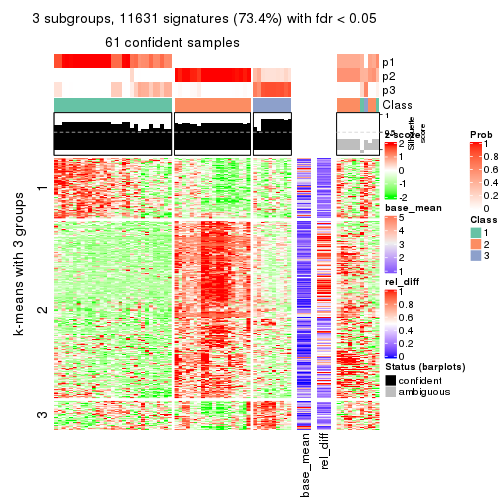 3 subgroups, 11631 signatures (73.4%) with fdr < 0.05
61 confident samples
p1
p2
p3
Class
1
0.5
0
Silhouette
score
k-means with 3 groups
1
2
3
base_mean
rel_diff
z-score
2
1
0
-1
-2
base_mean
5
4
3
2
1
rel_diff
1
0.8
0.6
0.4
0.2
0
Status (barplots)
confident
ambiguous
Prob
1
0.8
0.6
0.4
0.2
0
Class
1
2
3